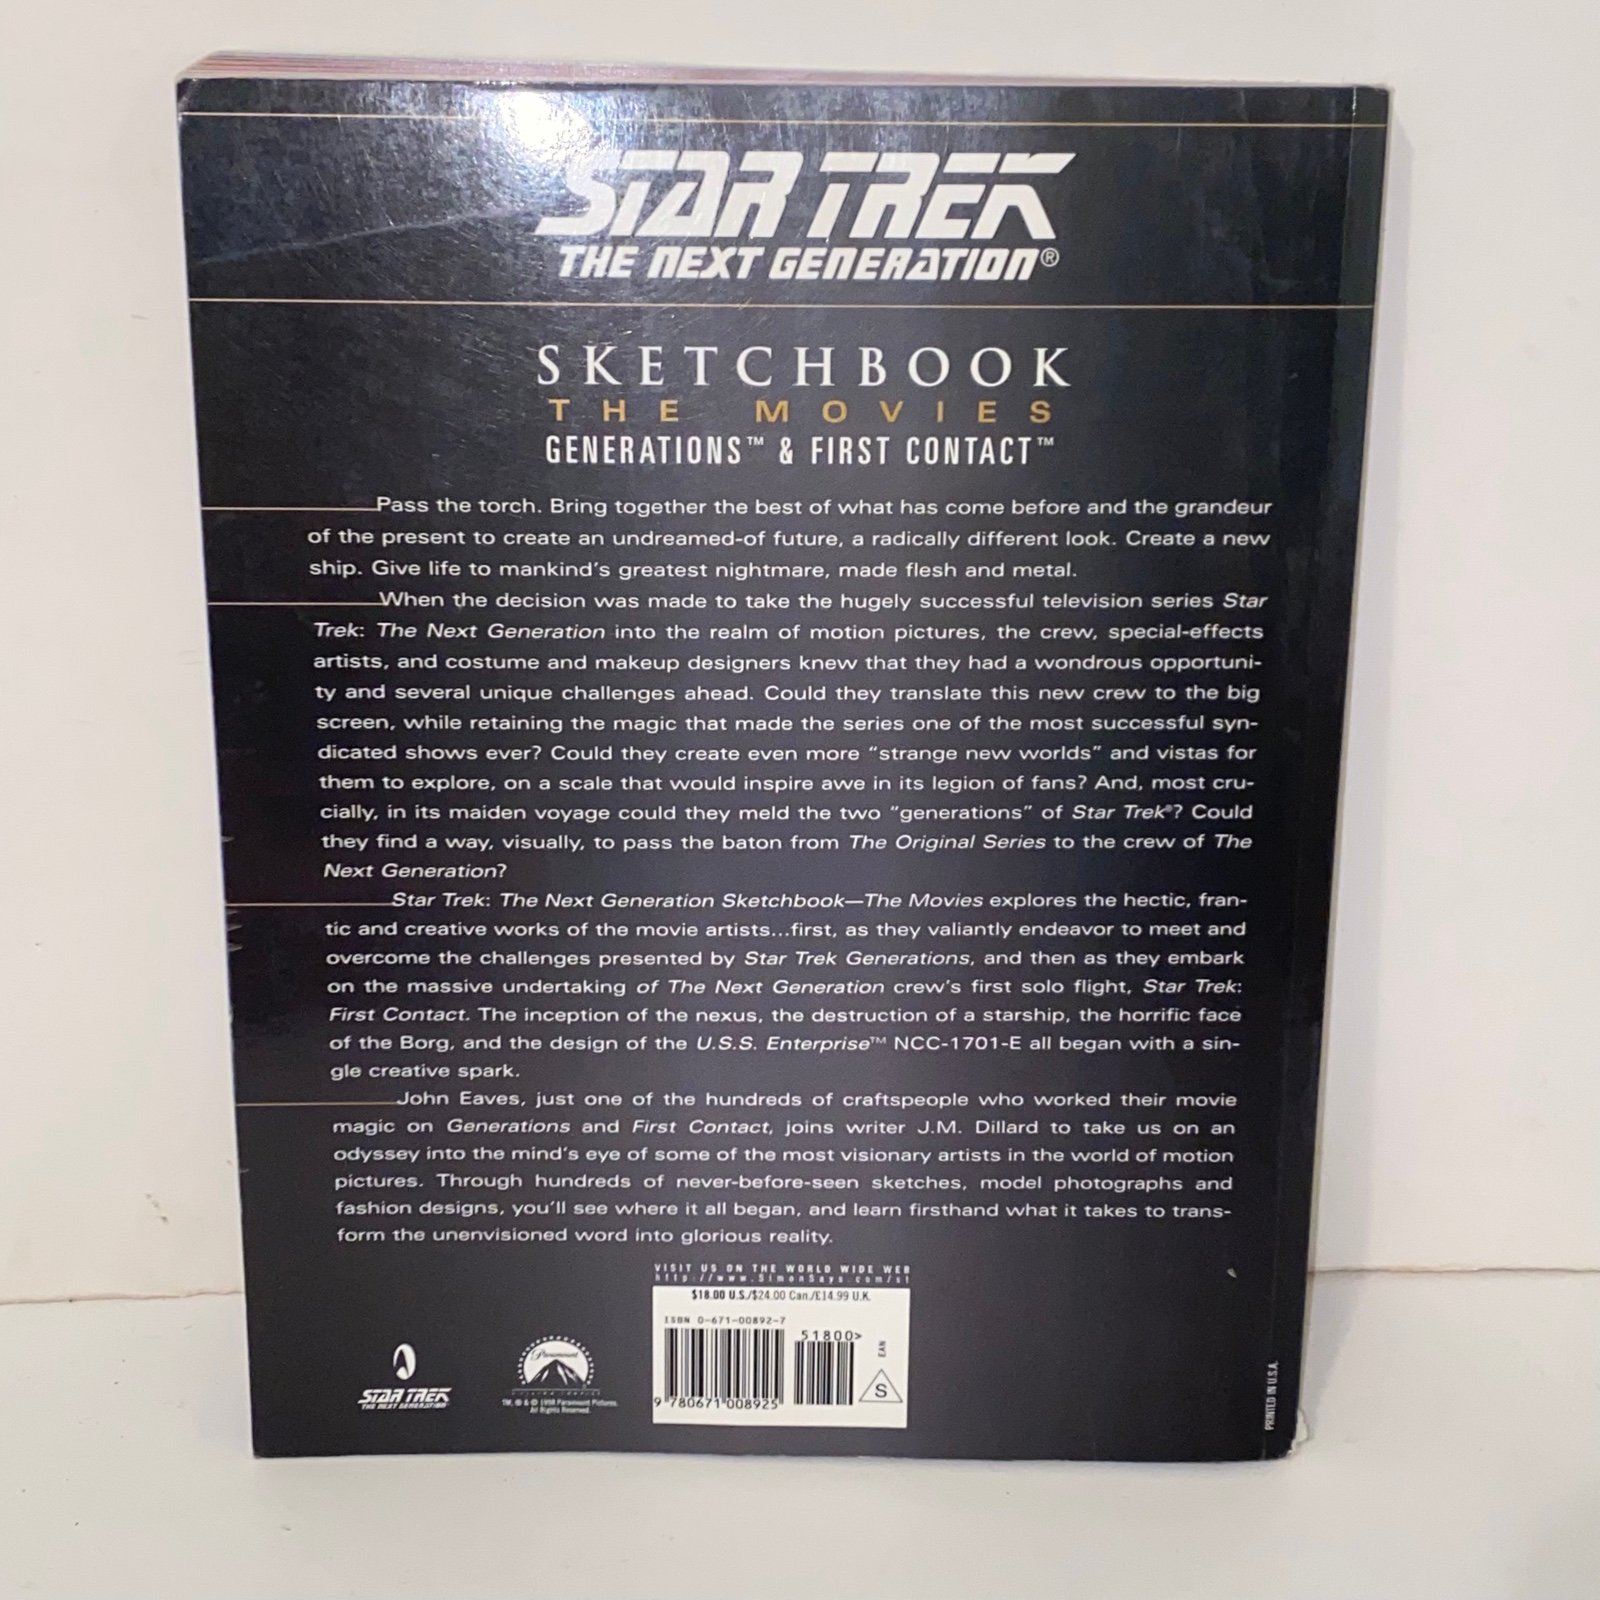 STAR TREK
THE NEXT GENERATION®
SKETCHBOOK
THE MOVIES
GENERATIONS™ & FIRST CONTACT™
Pass the torch. Bring together the best of what has come before and the grandeur
of the present to create an undreamed-of future, a radically different look. Create a new
ship. Give life to mankind's greatest nightmare, made flesh and metal.
When the decision was made to take the hugely successful television series Star
Trek: The Next Generation into the realm of motion pictures, the crew, special-effects
artists, and costume and makeup designers knew that they had a wondrous opportuni-
ty and several unique challenges ahead. Could they translate this new crew to the big
screen, while retaining the magic that made the series one of the most successful syn-
dicated shows ever? Could they create even more “strange new worlds” and vistas for
them to explore, on a scale that would inspire awe in its legion of fans? And, most cru-
cially, in its maiden voyage could they meld the two “generations” of Star Trek®? Could
they find a way, visually, to pass the baton from The Original Series to the crew of The
Next Generation?
Star Trek: The Next Generation Sketchbook—The Movies explores the hectic, fran-
tic and creative works of the movie artists...first, as they valiantly endeavor to meet and
overcome the challenges presented by Star Trek Generations, and then as they embark
on the massive undertaking of The Next Generation crew's first solo flight, Star Trek:
First Contact. The inception of the nexus, the destruction of a starship, the horrific face
of the Borg, and the design of the U.S.S. Enterprise™ NCC-1701-E all began with a sin-
gle creative spark.
John Eaves, just one of the hundreds of craftspeople who worked their movie
magic on Generations and First Contact, joins writer J.M. Dillard to take us on an
odyssey into the mind's eye of some of the most visionary artists in the world of motion
pictures. Through hundreds of never-before-seen sketches, model photographs and
fashion designs, you'll see where it all began, and learn firsthand what it takes to trans-
form the unenvisioned word into glorious reality.
VISIT US ON THE WORLD WIDE WEB
http://www.SimonSays.com/st
$18.00 U.S./$24.00 Can./£14.99 U.K.
ISBN 0-671-00892-7
51800>
EAN
S
9 780671 008925
STAR TREK
THE NEXT GENERATION
Paramount
TM, ® & © 1998 Paramount Pictures.
All Rights Reserved.
PRINTED IN U.S.A.